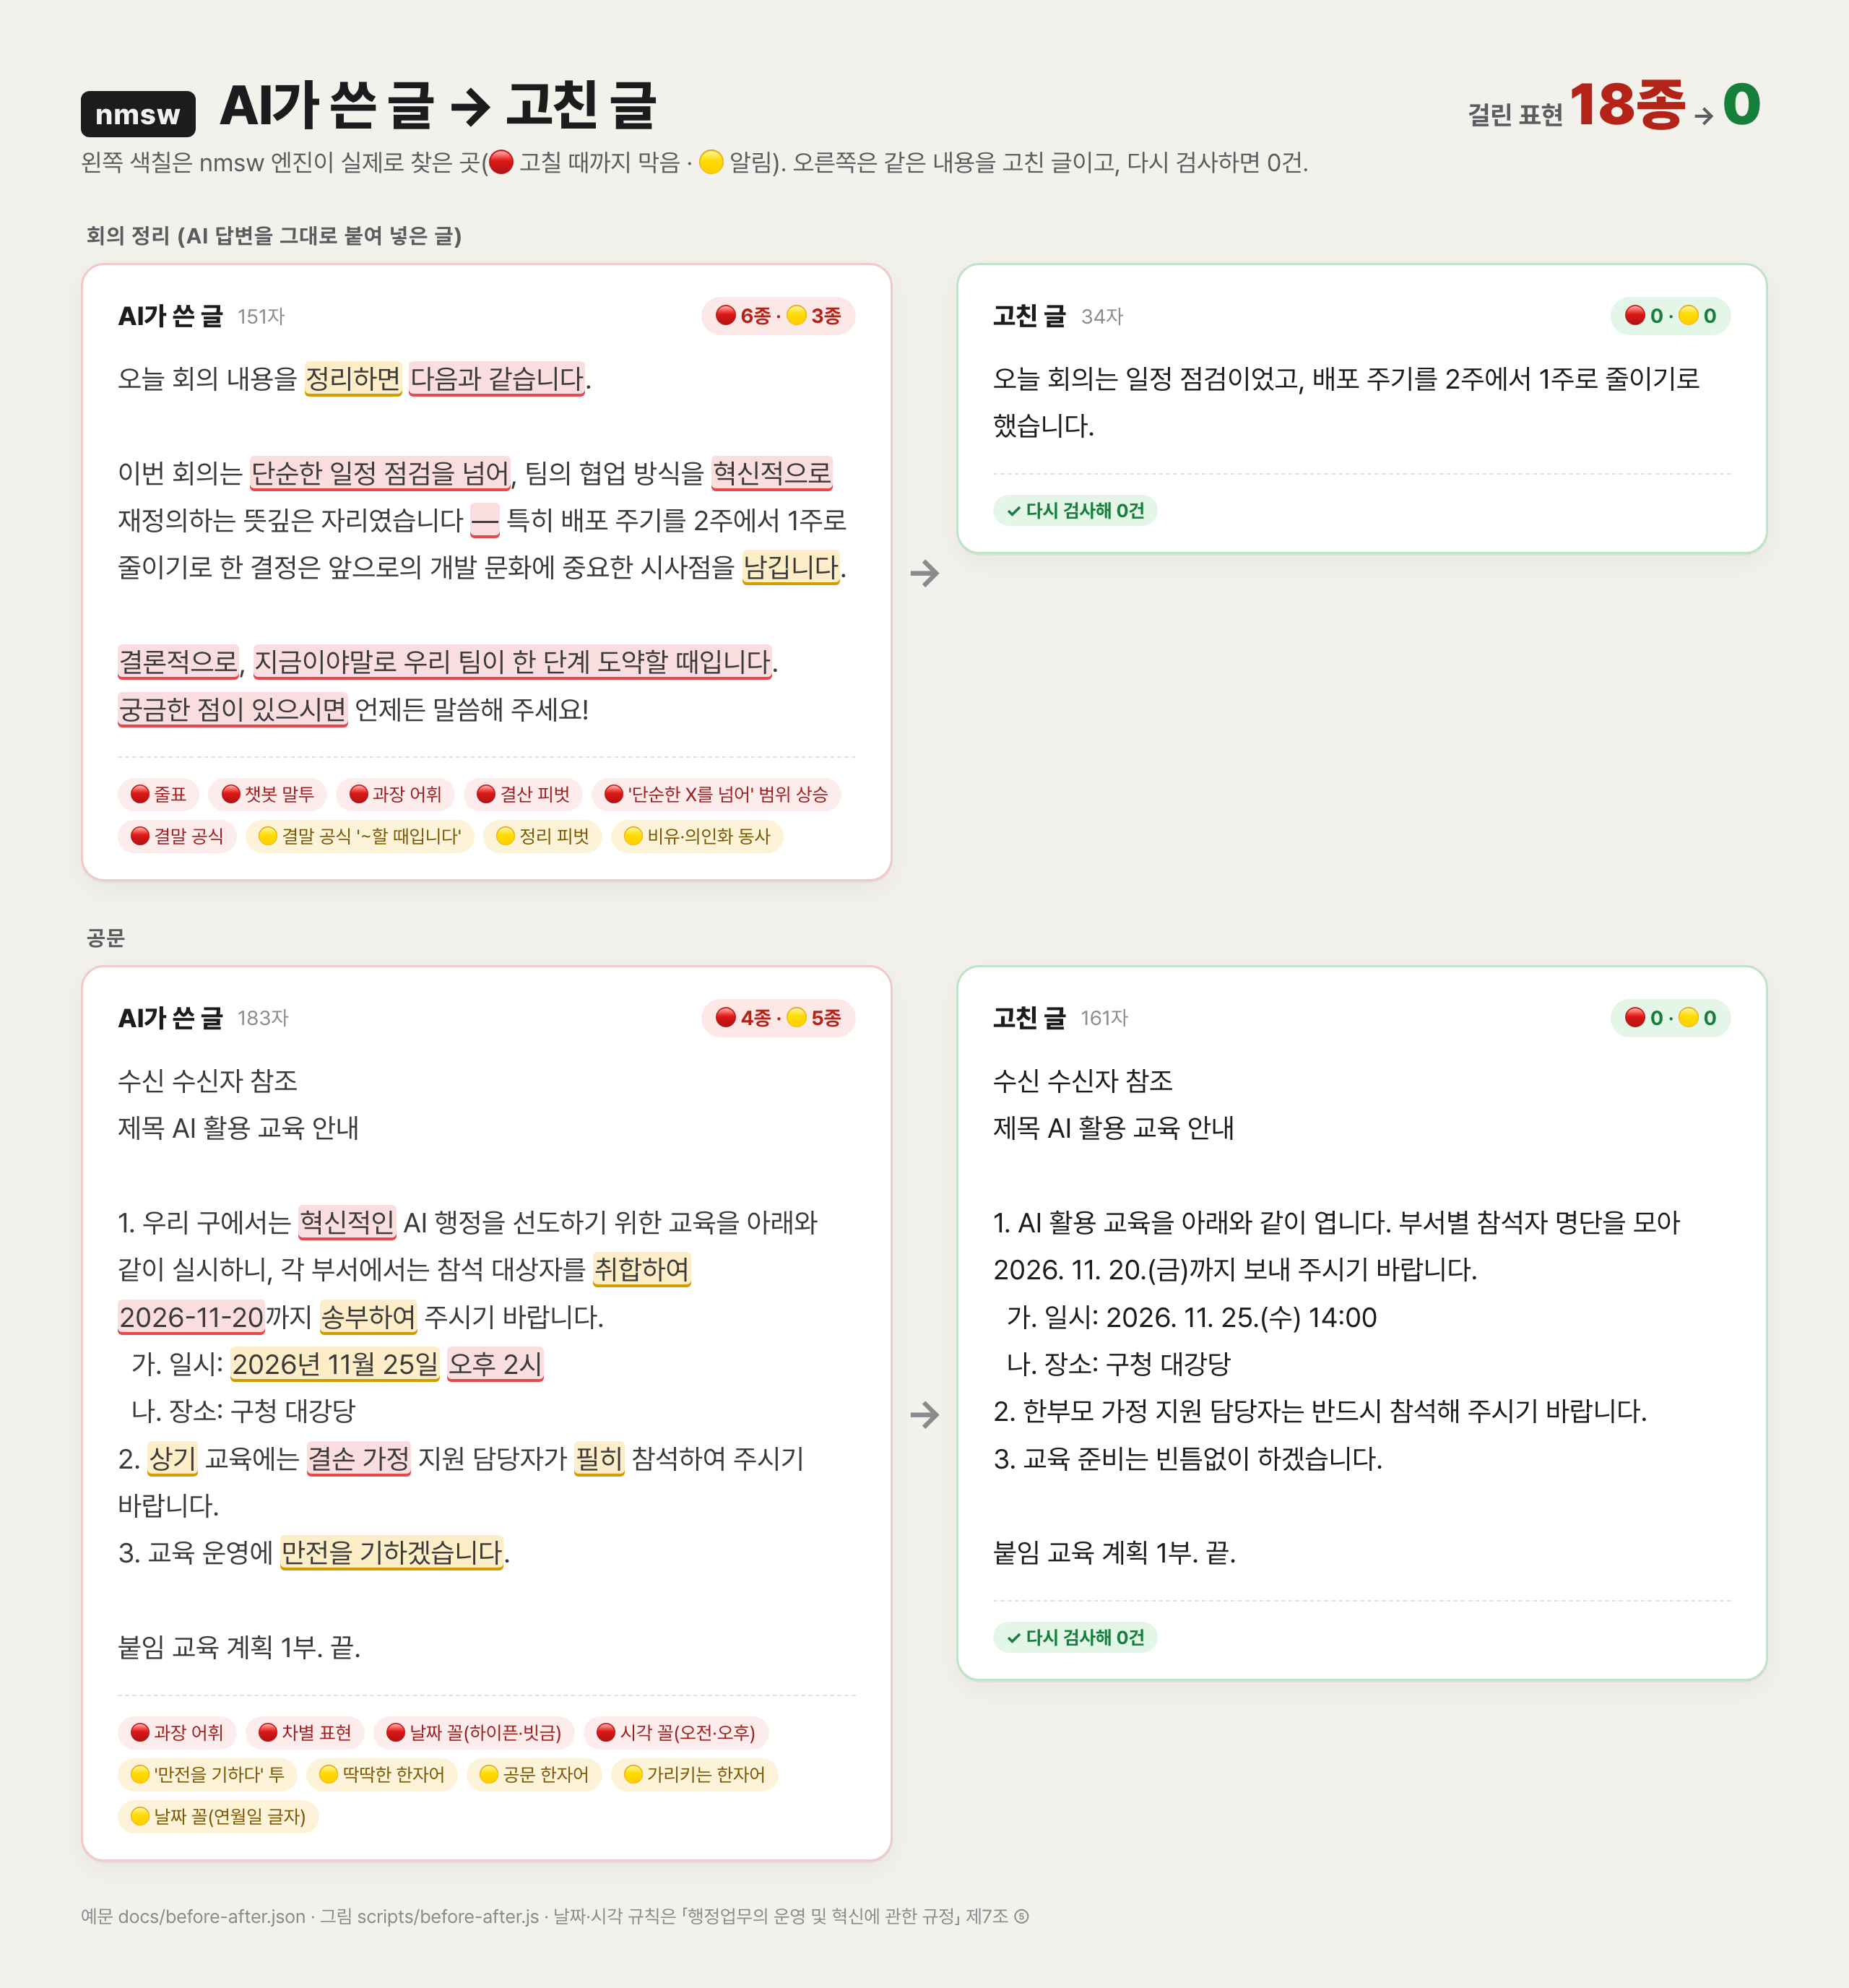 nmsw AI가 쓴 글 → 고친 글
걸린 표현 18종 → 0
왼쪽 색칠은 nmsw 엔진이 실제로 찾은 곳(🔴 고칠 때까지 막음 · 🟡 알림). 오른쪽은 같은 내용을 고친 글이고, 다시 검사하면 0건.
회의 정리 (AI 답변을 그대로 붙여 넣은 글)
AI가 쓴 글 151자
🔴 6종 · 🟡 3종
오늘 회의 내용을 정리하면 다음과 같습니다.
이번 회의는 단순한 일정 점검을 넘어, 팀의 협업 방식을 혁신적으로
재정의하는 뜻깊은 자리였습니다 — 특히 배포 주기를 2주에서 1주로
줄이기로 한 결정은 앞으로의 개발 문화에 중요한 시사점을 남깁니다.
결론적으로, 지금이야말로 우리 팀이 한 단계 도약할 때입니다.
궁금한 점이 있으시면 언제든 말씀해 주세요!
🔴 줄표 🔴 챗봇 말투 🔴 과장 어휘 🔴 결산 피벗 🔴 '단순한 X를 넘어' 범위 상승
🔴 결말 공식 🟡 결말 공식 '~할 때입니다' 🟡 정리 피벗 🟡 비유·의인화 동사
→
고친 글 34자
🔴 0 · 🟡 0
오늘 회의는 일정 점검이었고, 배포 주기를 2주에서 1주로 줄이기로
했습니다.
✓ 다시 검사해 0건
공문
AI가 쓴 글 183자
🔴 4종 · 🟡 5종
수신 수신자 참조
제목 AI 활용 교육 안내
1. 우리 구에서는 혁신적인 AI 행정을 선도하기 위한 교육을 아래와
같이 실시하니, 각 부서에서는 참석 대상자를 취합하여
2026-11-20까지 송부하여 주시기 바랍니다.
가. 일시: 2026년 11월 25일 오후 2시
나. 장소: 구청 대강당
2. 상기 교육에는 결손 가정 지원 담당자가 필히 참석하여 주시기
바랍니다.
3. 교육 운영에 만전을 기하겠습니다.
붙임 교육 계획 1부. 끝.
🔴 과장 어휘 🔴 차별 표현 🔴 날짜 꼴(하이픈·빗금) 🔴 시각 꼴(오전·오후)
🟡 '만전을 기하다' 투 🟡 딱딱한 한자어 🟡 공문 한자어 🟡 가리키는 한자어
🟡 날짜 꼴(연월일 글자)
→
고친 글 161자
🔴 0 · 🟡 0
수신 수신자 참조
제목 AI 활용 교육 안내
1. AI 활용 교육을 아래와 같이 엽니다. 부서별 참석자 명단을 모아
2026. 11. 20.(금)까지 보내 주시기 바랍니다.
가. 일시: 2026. 11. 25.(수) 14:00
나. 장소: 구청 대강당
2. 한부모 가정 지원 담당자는 반드시 참석해 주시기 바랍니다.
3. 교육 준비는 빈틈없이 하겠습니다.
붙임 교육 계획 1부. 끝.
✓ 다시 검사해 0건
예문 docs/before-after.json · 그림 scripts/before-after.js · 날짜·시각 규칙은 「행정업무의 운영 및 혁신에 관한 규정」 제7조 ⑤